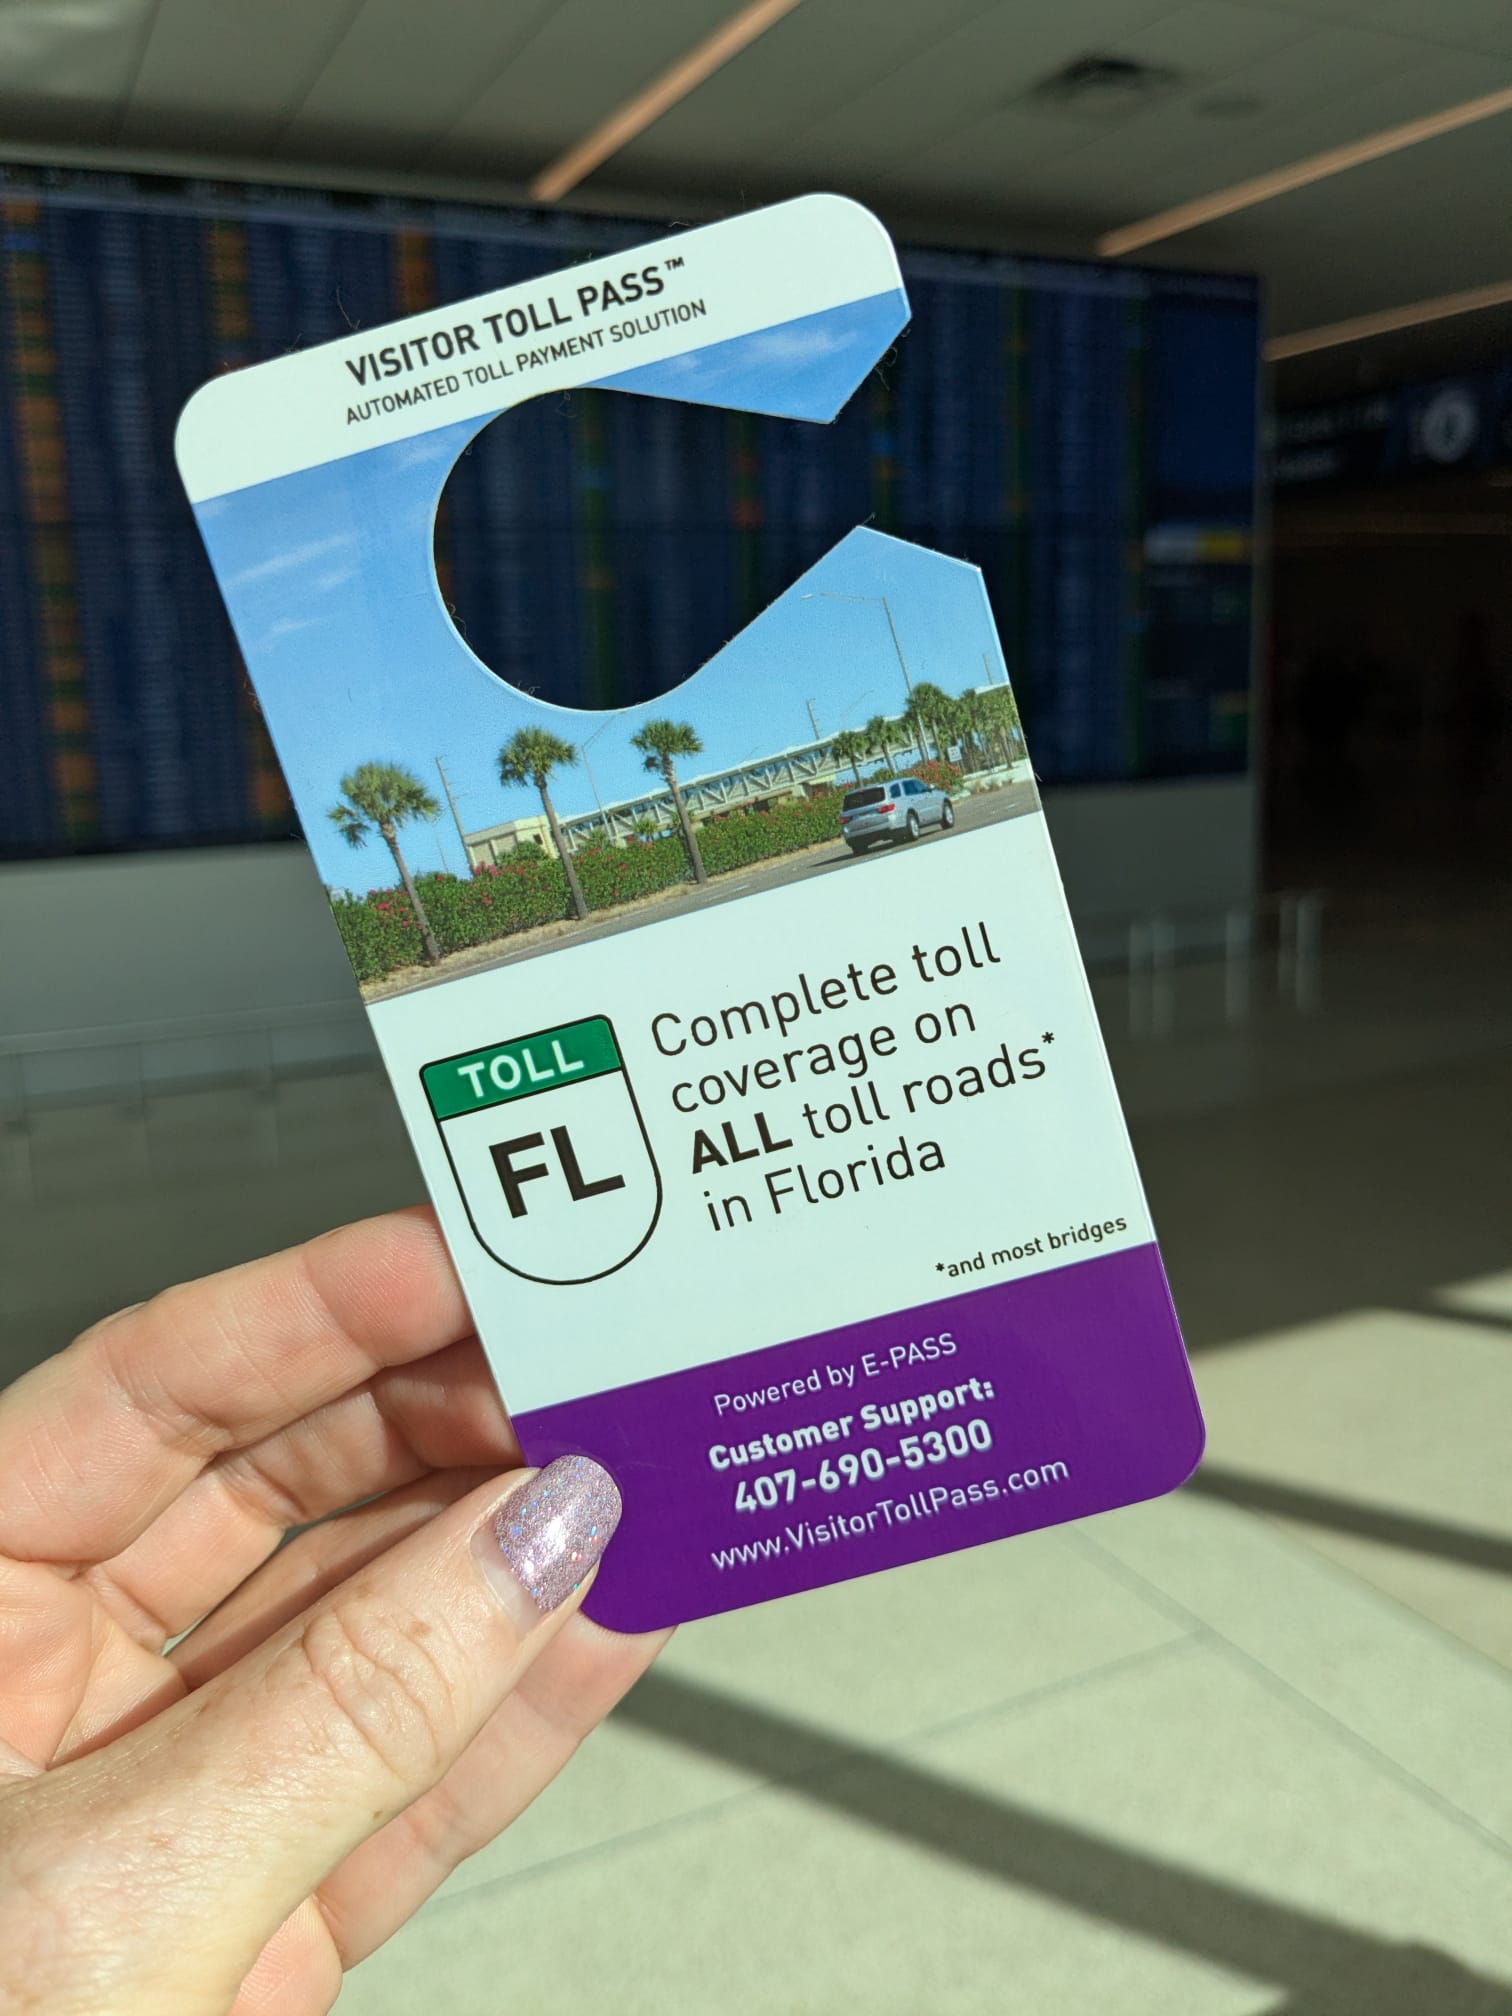 VISITOR TOLL PASS™
AUTOMATED TOLL PAYMENT SOLUTION
TOLL
FL
Complete toll
coverage on
ALL toll roads*
in Florida
*and most bridges
Powered by E-PASS
Customer Support:
407-690-5300
www.VisitorTollPass.com